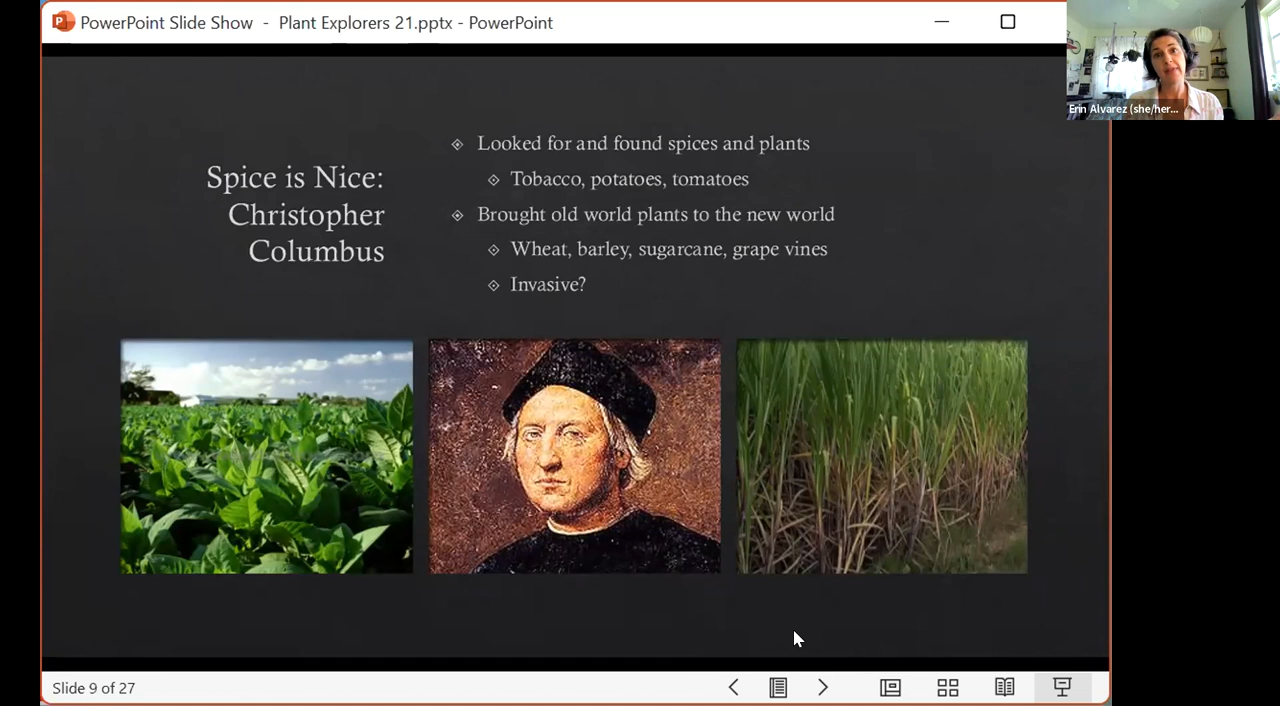 PowerPoint Slide Show - Plant Explorers 21.pptx - PowerPoint
Erin Alvarez (she/her...
Spice is Nice:
Christopher
Columbus
Looked for and found spices and plants
Tobacco, potatoes, tomatoes
Brought old world plants to the new world
Wheat, barley, sugarcane, grape vines
Invasive?
Slide 9 of 27